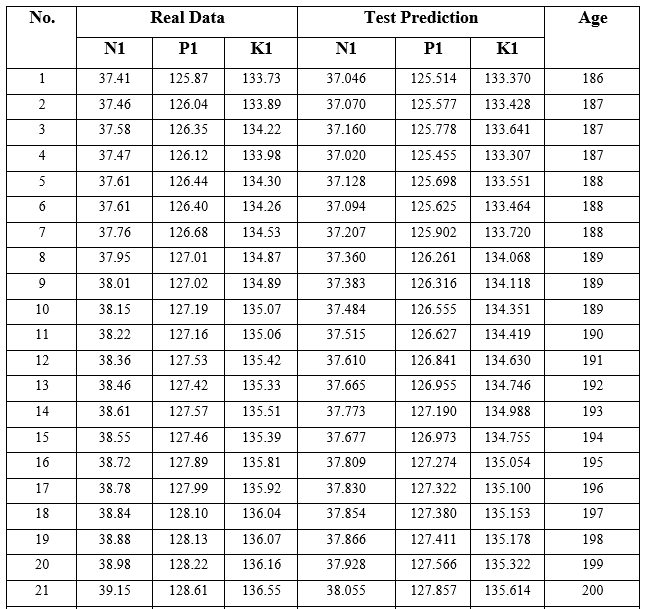 No. Real Data Test Prediction Age
N1 P1 K1 N1 P1 K1
1 37.41 125.87 133.73 37.046 125.514 133.370 186
2 37.46 126.04 133.89 37.070 125.577 133.428 187
3 37.58 126.35 134.22 37.160 125.778 133.641 187
4 37.47 126.12 133.98 37.020 125.455 133.307 187
5 37.61 126.44 134.30 37.128 125.698 133.551 188
6 37.61 126.40 134.26 37.094 125.625 133.464 188
7 37.76 126.68 134.53 37.207 125.902 133.720 188
8 37.95 127.01 134.87 37.360 126.261 134.068 189
9 38.01 127.02 134.89 37.383 126.316 134.118 189
10 38.15 127.19 135.07 37.484 126.555 134.351 189
11 38.22 127.16 135.06 37.515 126.627 134.419 190
12 38.36 127.53 135.42 37.610 126.841 134.630 191
13 38.46 127.42 135.33 37.665 126.955 134.746 192
14 38.61 127.57 135.51 37.773 127.190 134.988 193
15 38.55 127.46 135.39 37.677 126.973 134.755 194
16 38.72 127.89 135.81 37.809 127.274 135.054 195
17 38.78 127.99 135.92 37.830 127.322 135.100 196
18 38.84 128.10 136.04 37.854 127.380 135.153 197
19 38.88 128.13 136.07 37.866 127.411 135.178 198
20 38.98 128.22 136.16 37.928 127.566 135.322 199
21 39.15 128.61 136.55 38.055 127.857 135.614 200